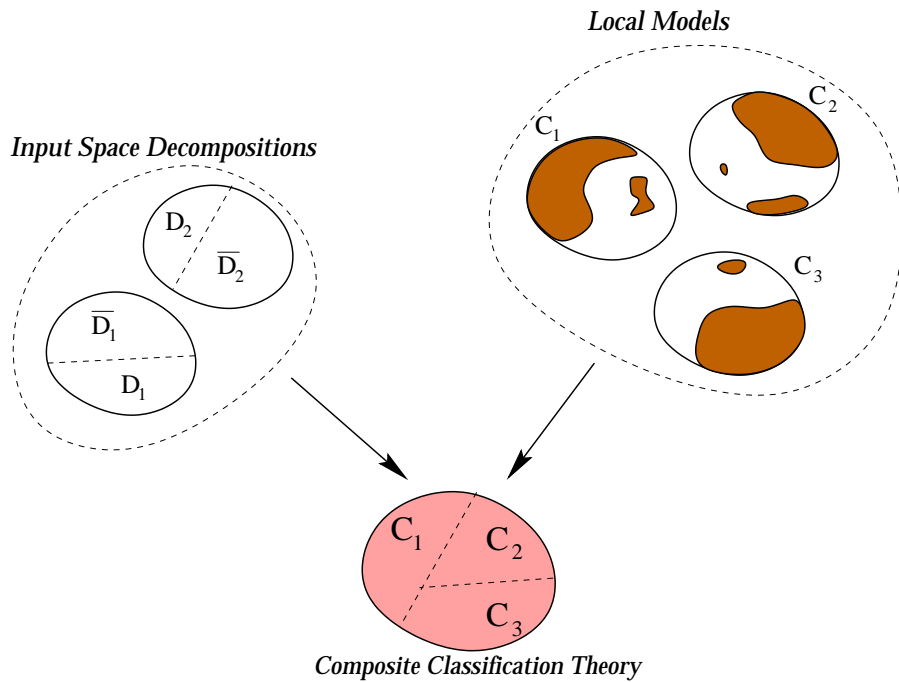 Local Models
C₁
C₂
C₃
Input Space Decompositions
D₂
D̅₂
D̅₁
D₁
C₁
C₂
C₃
Composite Classification Theory